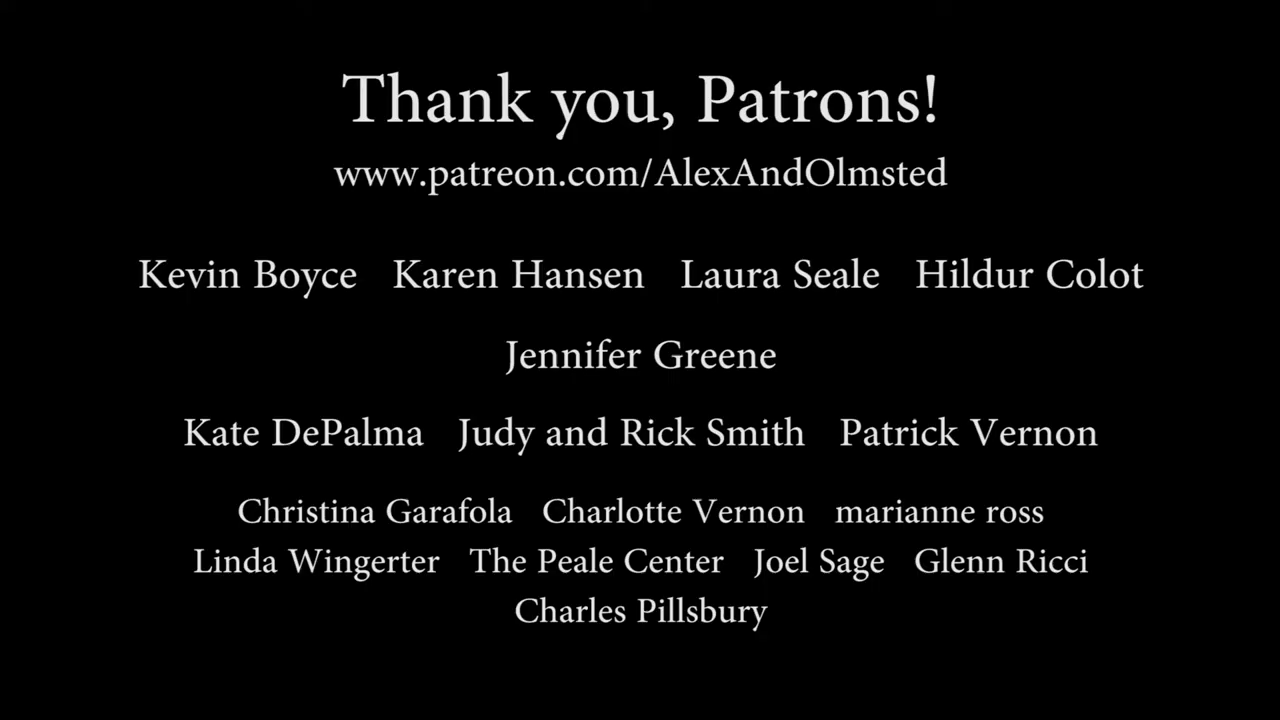 Thank you, Patrons!
www.patreon.com/AlexAndOlmsted
Kevin Boyce Karen Hansen Laura Seale Hildur Colot
Jennifer Greene
Kate DePalma Judy and Rick Smith Patrick Vernon
Christina Garafola Charlotte Vernon marianne ross
Linda Wingerter The Peale Center Joel Sage Glenn Ricci
Charles Pillsbury